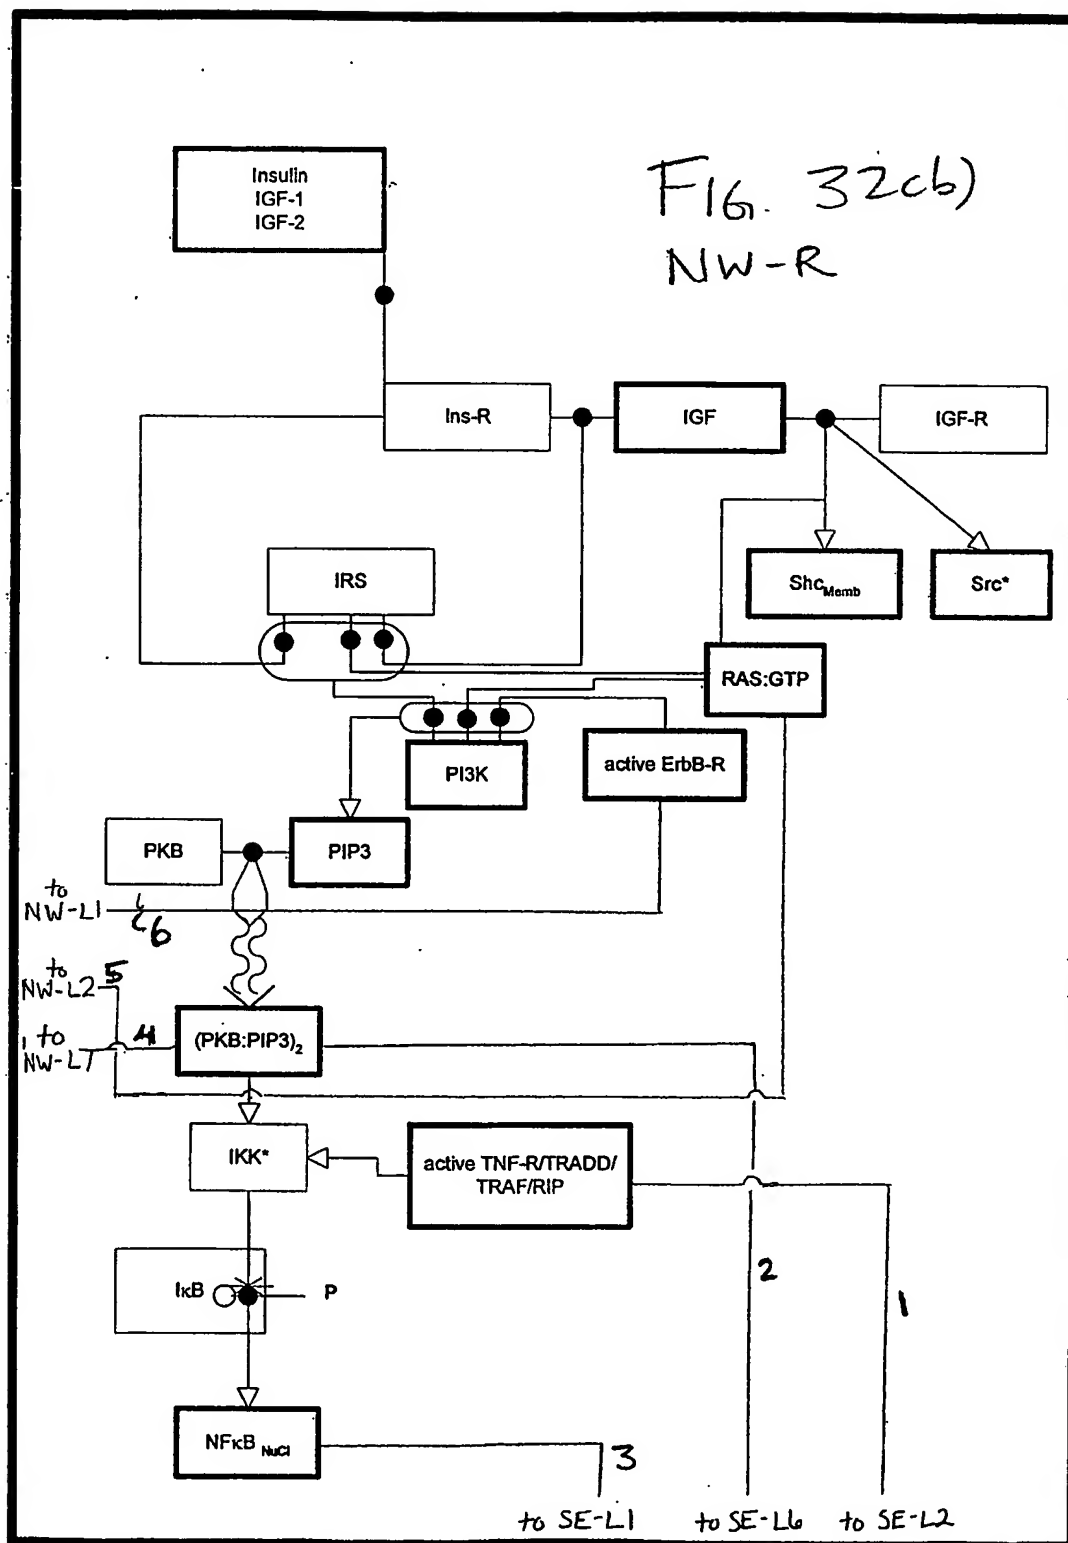 Insulin
IGF-1
IGF-2
FIG. 32cb)
NW-R
Ins-R
IGF
IGF-R
IRS
Shc Memb
Src*
RAS:GTP
PI3K
active ErbB-R
PKB
PIP3
to
NW-L1
6
to
NW-L2
5
to
NW-L7
4
(PKB:PIP3)2
IKK*
active TNF-R/TRADD/
TRAF/RIP
IκB
P
2
1
NFκB NuCl
3
to SE-L1
to SE-L6
to SE-L2